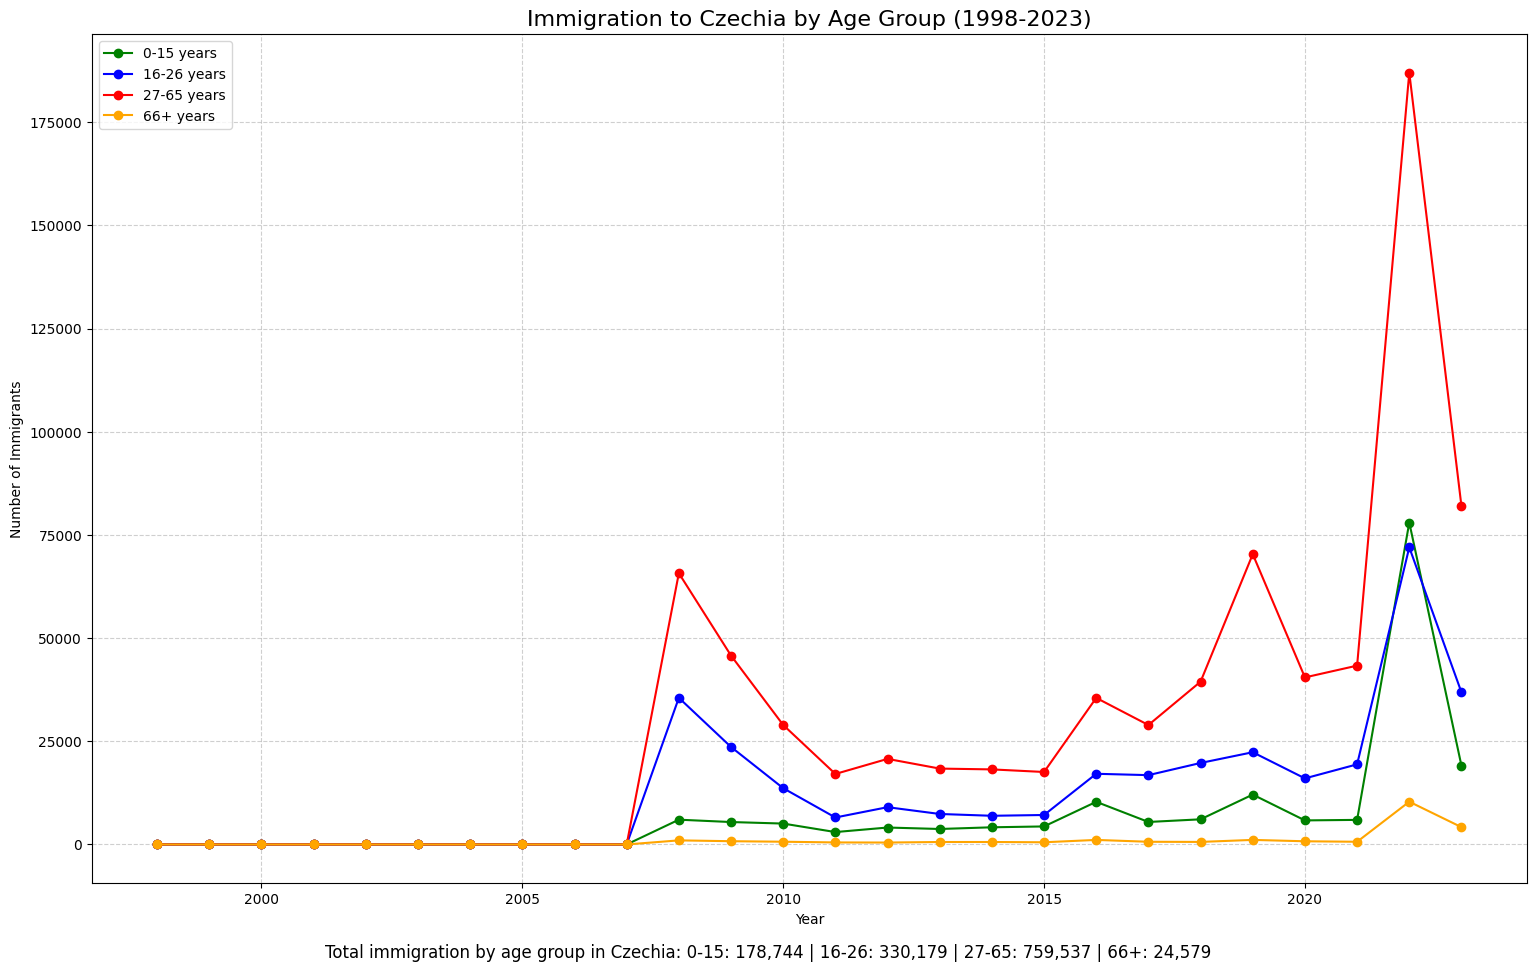 Immigration to Czechia by Age Group (1998-2023)
0-15 years
16-26 years
27-65 years
66+ years
175000
150000
125000
100000
75000
50000
25000
0
Number of Immigrants
2000
2005
2010
2015
2020
Year
Total immigration by age group in Czechia: 0-15: 178,744 | 16-26: 330,179 | 27-65: 759,537 | 66+: 24,579